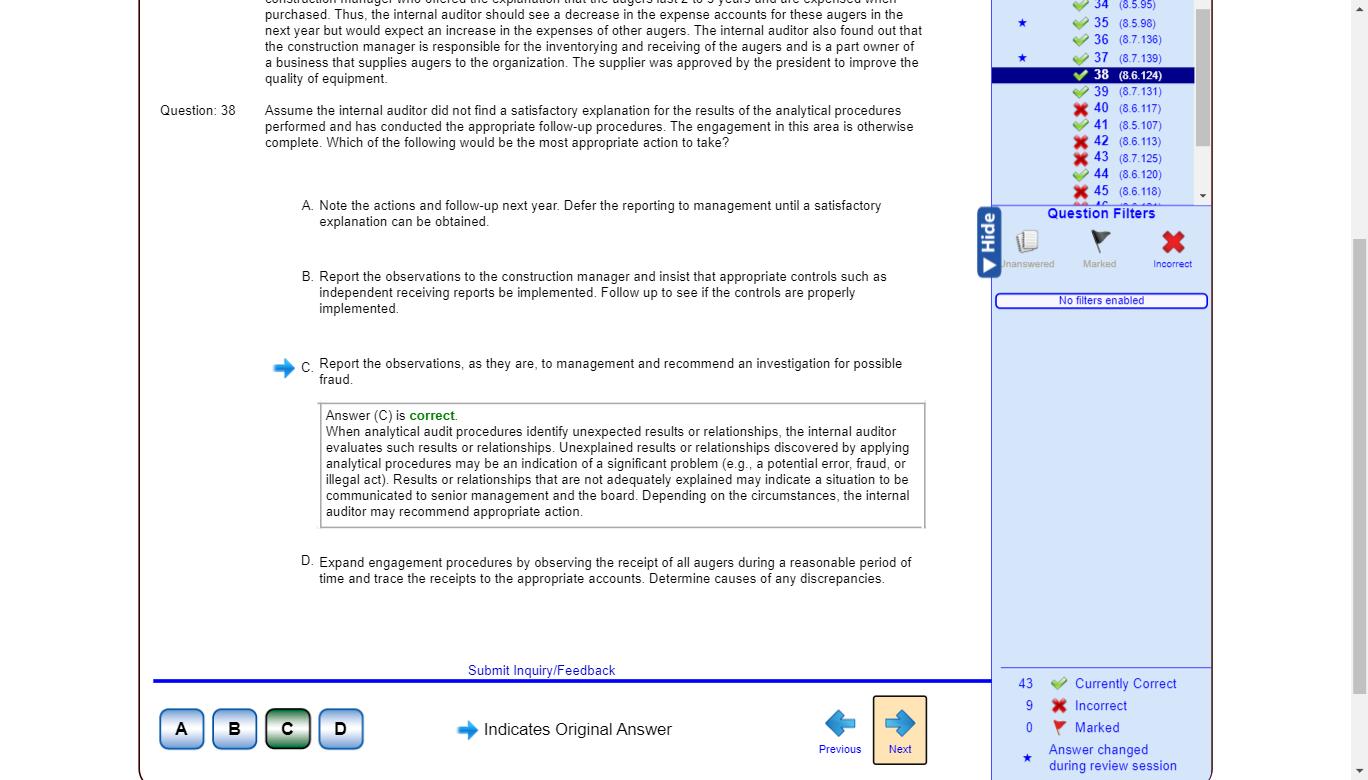 construction manager who offered the explanation that the augers last 2 to 3 years and are expensed when
purchased. Thus, the internal auditor should see a decrease in the expense accounts for these augers in the
next year but would expect an increase in the expenses of other augers. The internal auditor also found out that
the construction manager is responsible for the inventorying and receiving of the augers and is a part owner of
a business that supplies augers to the organization. The supplier was approved by the president to improve the
quality of equipment.
Question: 38
Assume the internal auditor did not find a satisfactory explanation for the results of the analytical procedures
performed and has conducted the appropriate follow-up procedures. The engagement in this area is otherwise
complete. Which of the following would be the most appropriate action to take?
A. Note the actions and follow-up next year. Defer the reporting to management until a satisfactory
explanation can be obtained.
B. Report the observations to the construction manager and insist that appropriate controls such as
independent receiving reports be implemented. Follow up to see if the controls are properly
implemented.
C. Report the observations, as they are, to management and recommend an investigation for possible
fraud.
Answer (C) is correct.
When analytical audit procedures identify unexpected results or relationships, the internal auditor
evaluates such results or relationships. Unexplained results or relationships discovered by applying
analytical procedures may be an indication of a significant problem (e.g., a potential error, fraud, or
illegal act). Results or relationships that are not adequately explained may indicate a situation to be
communicated to senior management and the board. Depending on the circumstances, the internal
auditor may recommend appropriate action.
D. Expand engagement procedures by observing the receipt of all augers during a reasonable period of
time and trace the receipts to the appropriate accounts. Determine causes of any discrepancies.
Submit Inquiry/Feedback
A
B
C
D
Indicates Original Answer
Previous
Next
34 (8.5.95)
35 (8.5.98)
36 (8.7.136)
37 (8.7.139)
38 (8.6.124)
39 (8.7.131)
40 (8.6.117)
41 (8.5.107)
42 (8.6.113)
43 (8.7.125)
44 (8.6.120)
45 (8.6.118)
Hide
Question Filters
Unanswered
Marked
Incorrect
No filters enabled
43 Currently Correct
9 Incorrect
0 Marked
Answer changed
during review session